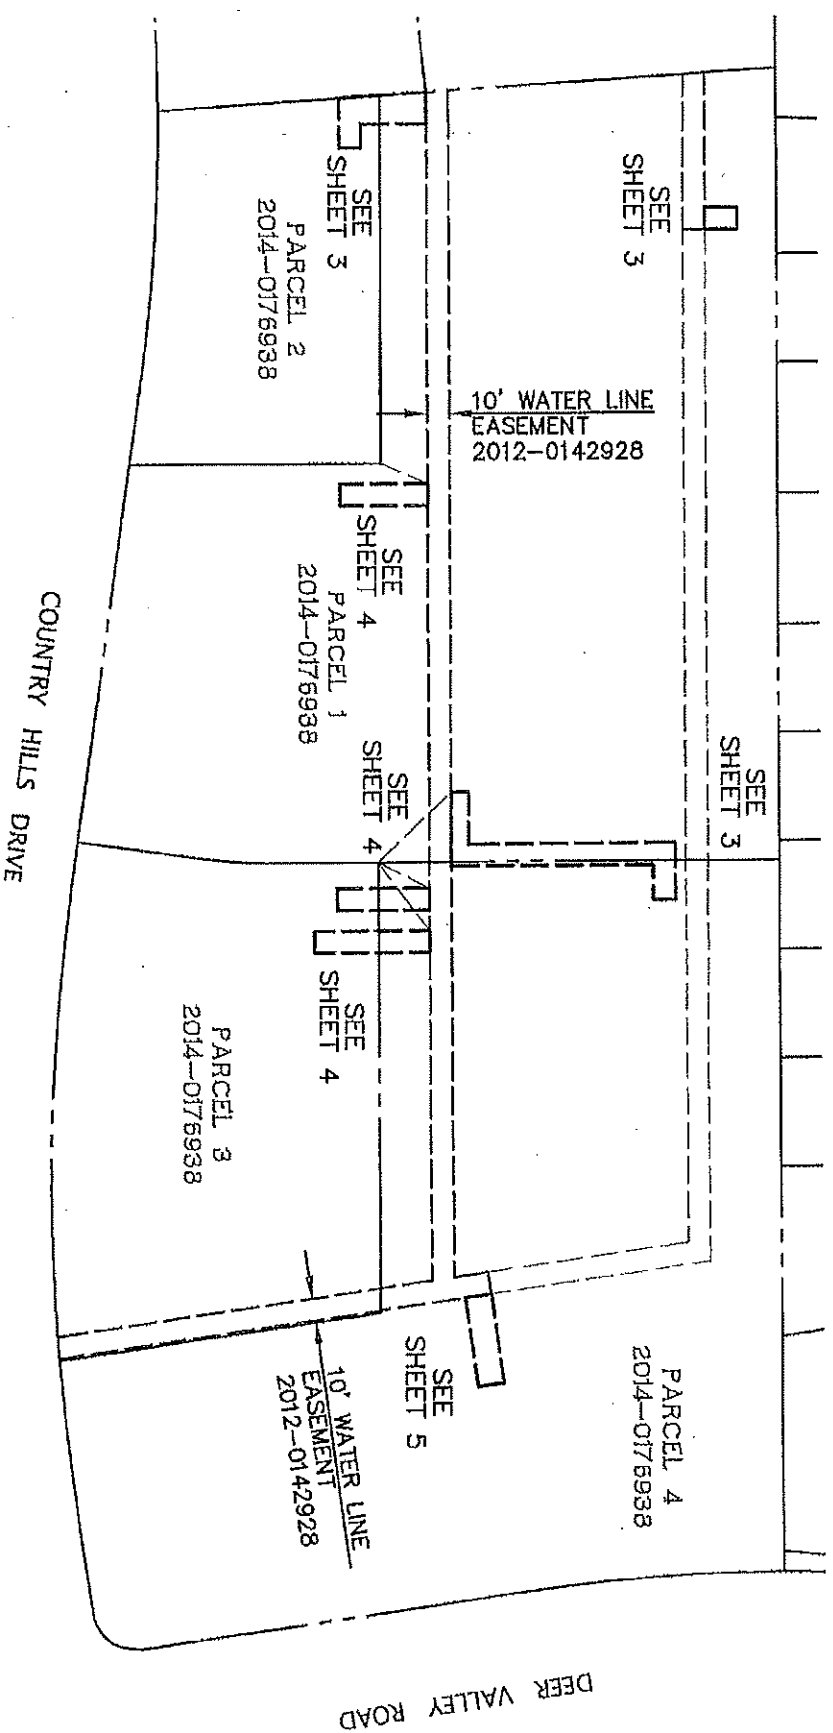 SEE
SHEET 3
SEE
SHEET 3
PARCEL 2
2014-0176938
10' WATER LINE
EASEMENT
2012-0142928
SEE
SHEET 4
PARCEL 1
2014-0176938
SEE
SHEET 4
SEE
SHEET 3
COUNTRY HILLS DRIVE
SEE
SHEET 4
PARCEL 3
2014-0176938
SEE
SHEET 5
PARCEL 4
2014-0176938
10' WATER LINE
EASEMENT
2012-0142928
DEER VALLEY ROAD